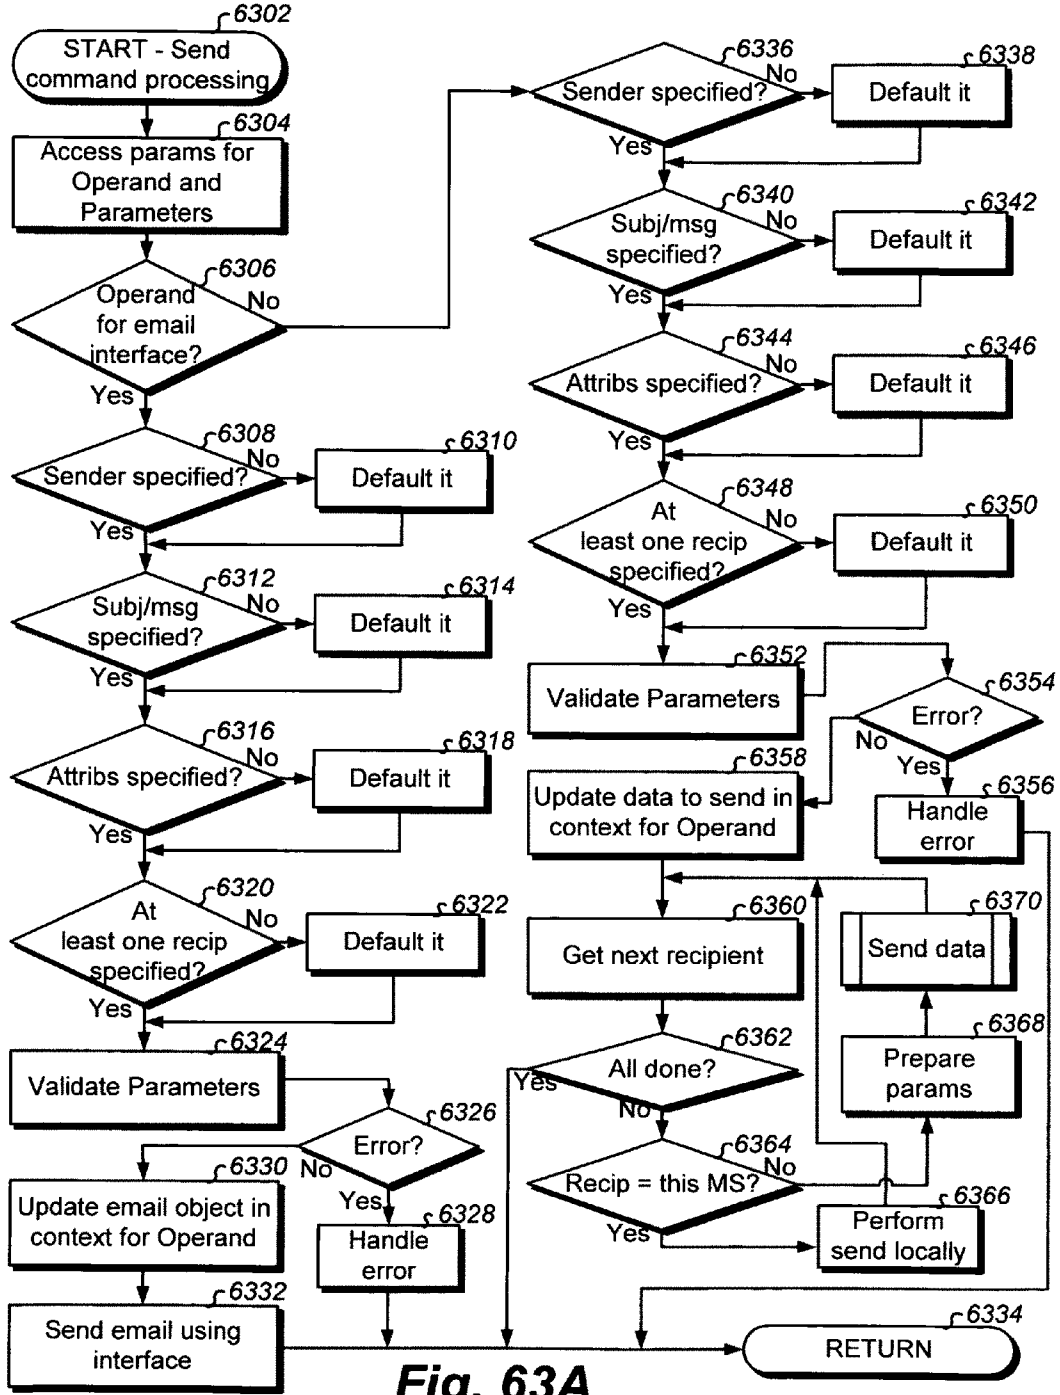 6302
START - Send
command processing
6304
Access params for
Operand and
Parameters
6306
Operand
for email
interface?
No
Yes
6308
Sender specified?
No
Yes
6310
Default it
6312
Subj/msg
specified?
No
Yes
6314
Default it
6316
Attribs specified?
No
Yes
6318
Default it
6320
At
least one recip
specified?
No
Yes
6322
Default it
6324
Validate Parameters
6326
Error?
No
Yes
6328
Handle
error
6330
Update email object in
context for Operand
6332
Send email using
interface
6336
Sender specified?
No
Yes
6338
Default it
6340
Subj/msg
specified?
No
Yes
6342
Default it
6344
Attribs specified?
No
Yes
6346
Default it
6348
At
least one recip
specified?
No
Yes
6350
Default it
6352
Validate Parameters
6354
Error?
No
Yes
6356
Handle
error
6358
Update data to send in
context for Operand
6360
Get next recipient
6362
All done?
Yes
No
6364
Recip = this MS?
No
Yes
6366
Perform
send locally
6368
Prepare
params
6370
Send data
6334
RETURN
Fig. 63A